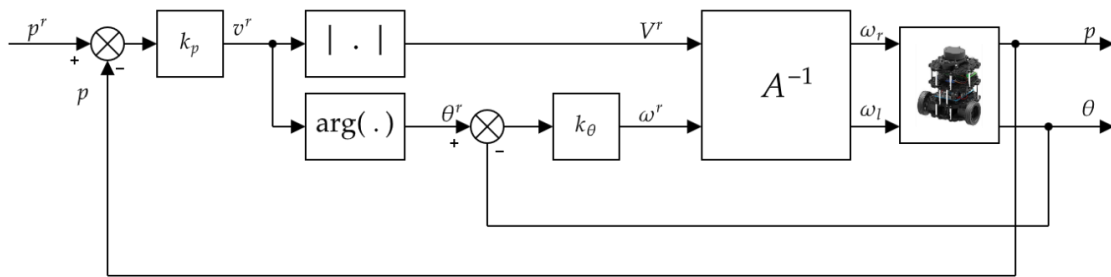 p^r
+
−
p
k_p
v^r
| . |
arg( . )
V^r
θ^r
+
−
k_θ
ω^r
A^{-1}
ω_r
ω_l
p
θ